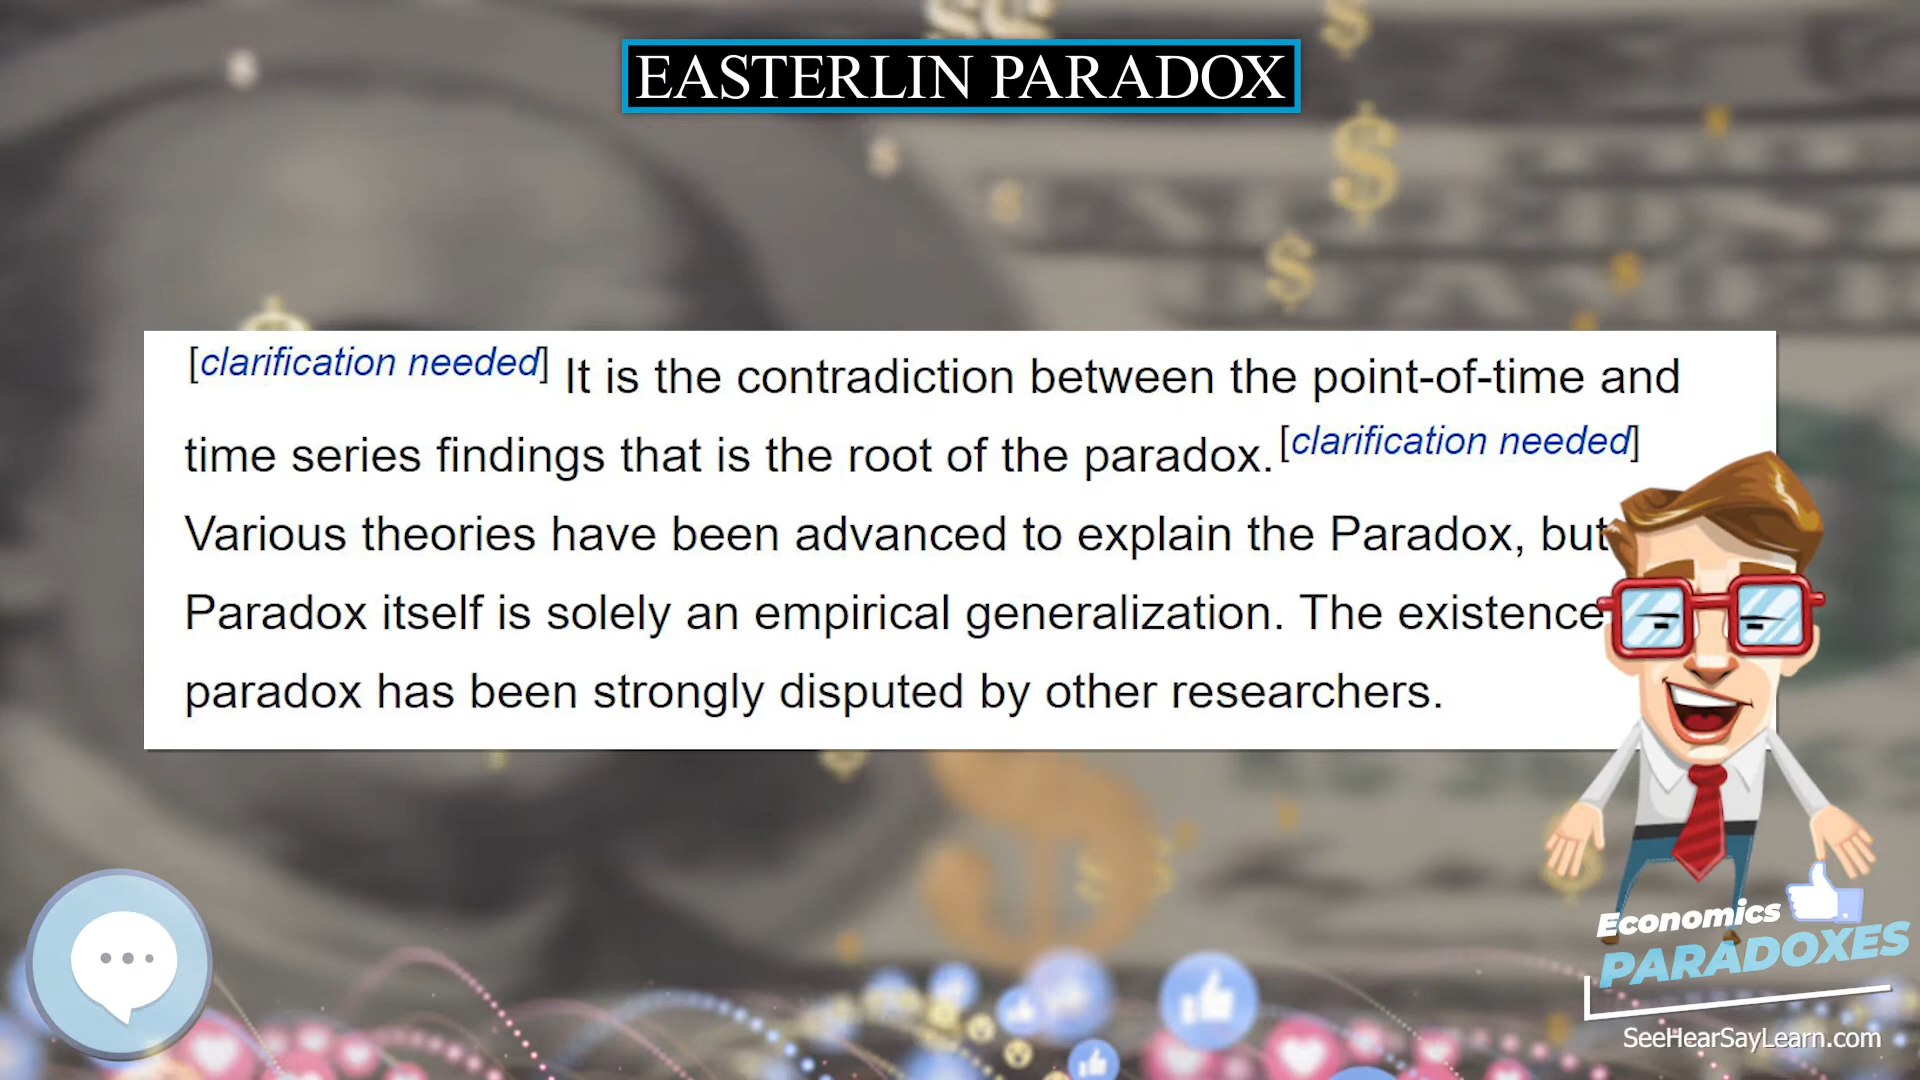 EASTERLIN PARADOX
[clarification needed] It is the contradiction between the point-of-time and
time series findings that is the root of the paradox.[clarification needed]
Various theories have been advanced to explain the Paradox, but
Paradox itself is solely an empirical generalization. The existence
paradox has been strongly disputed by other researchers.
Economics
PARADOXES
SeeHearSayLearn.com